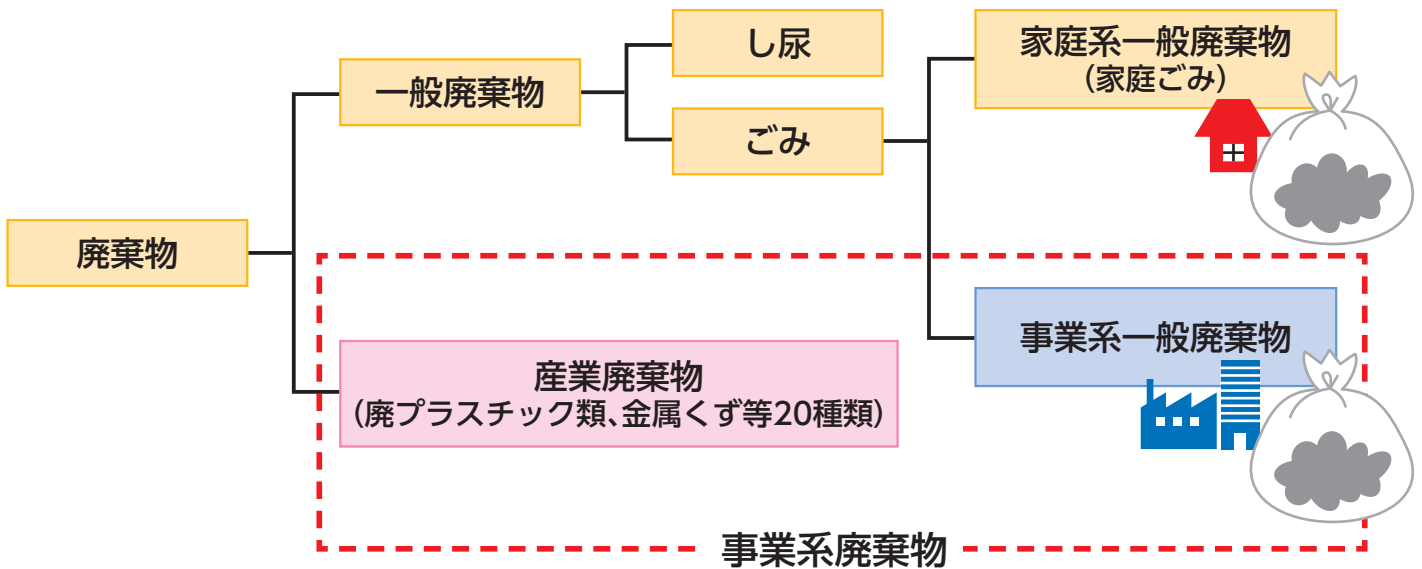 廃棄物
一般廃棄物
し尿
ごみ
家庭系一般廃棄物
（家庭ごみ）
事業系一般廃棄物
産業廃棄物
（廃プラスチック類、金属くず等20種類）
事業系廃棄物